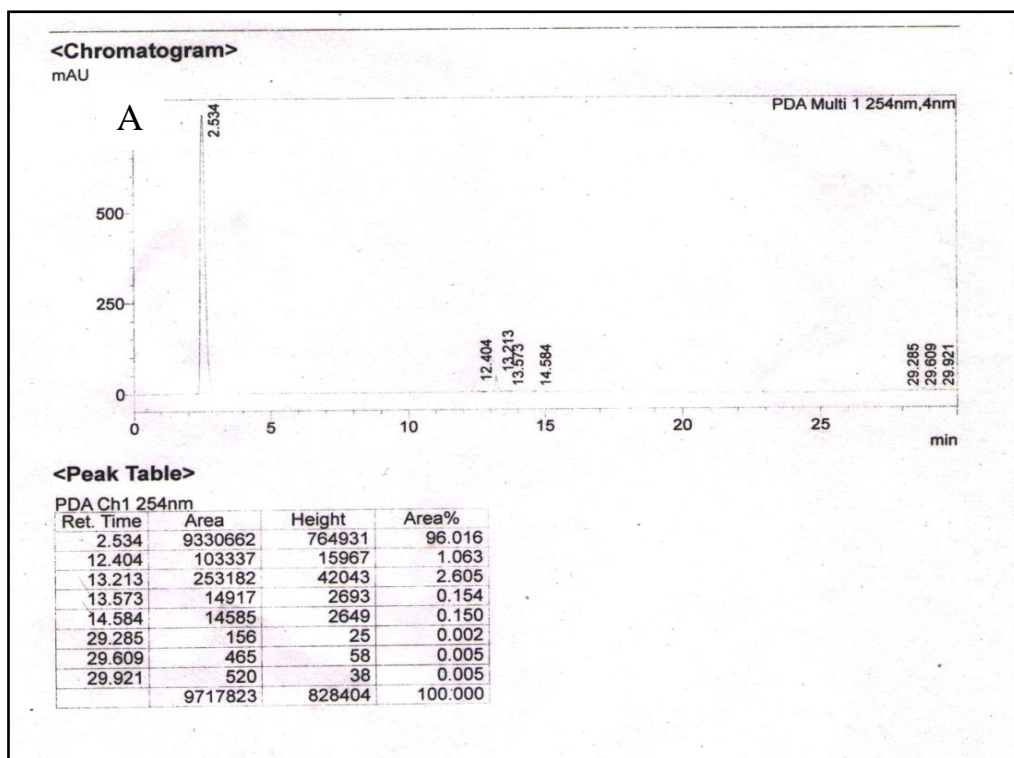 <Chromatogram>
mAU
A
PDA Multi 1 254nm,4nm
2.534
500
250
12.404
13.213
13.573
14.584
29.285
29.609
29.921
0
0 5 10 15 20 25
min
<Peak Table>
PDA Ch1 254nm
Ret. Time Area Height Area%
2.534 9330662 764931 96.016
12.404 103337 15967 1.063
13.213 253182 42043 2.605
13.573 14917 2693 0.154
14.584 14585 2649 0.150
29.285 156 25 0.002
29.609 465 58 0.005
29.921 520 38 0.005
9717823 828404 100.000